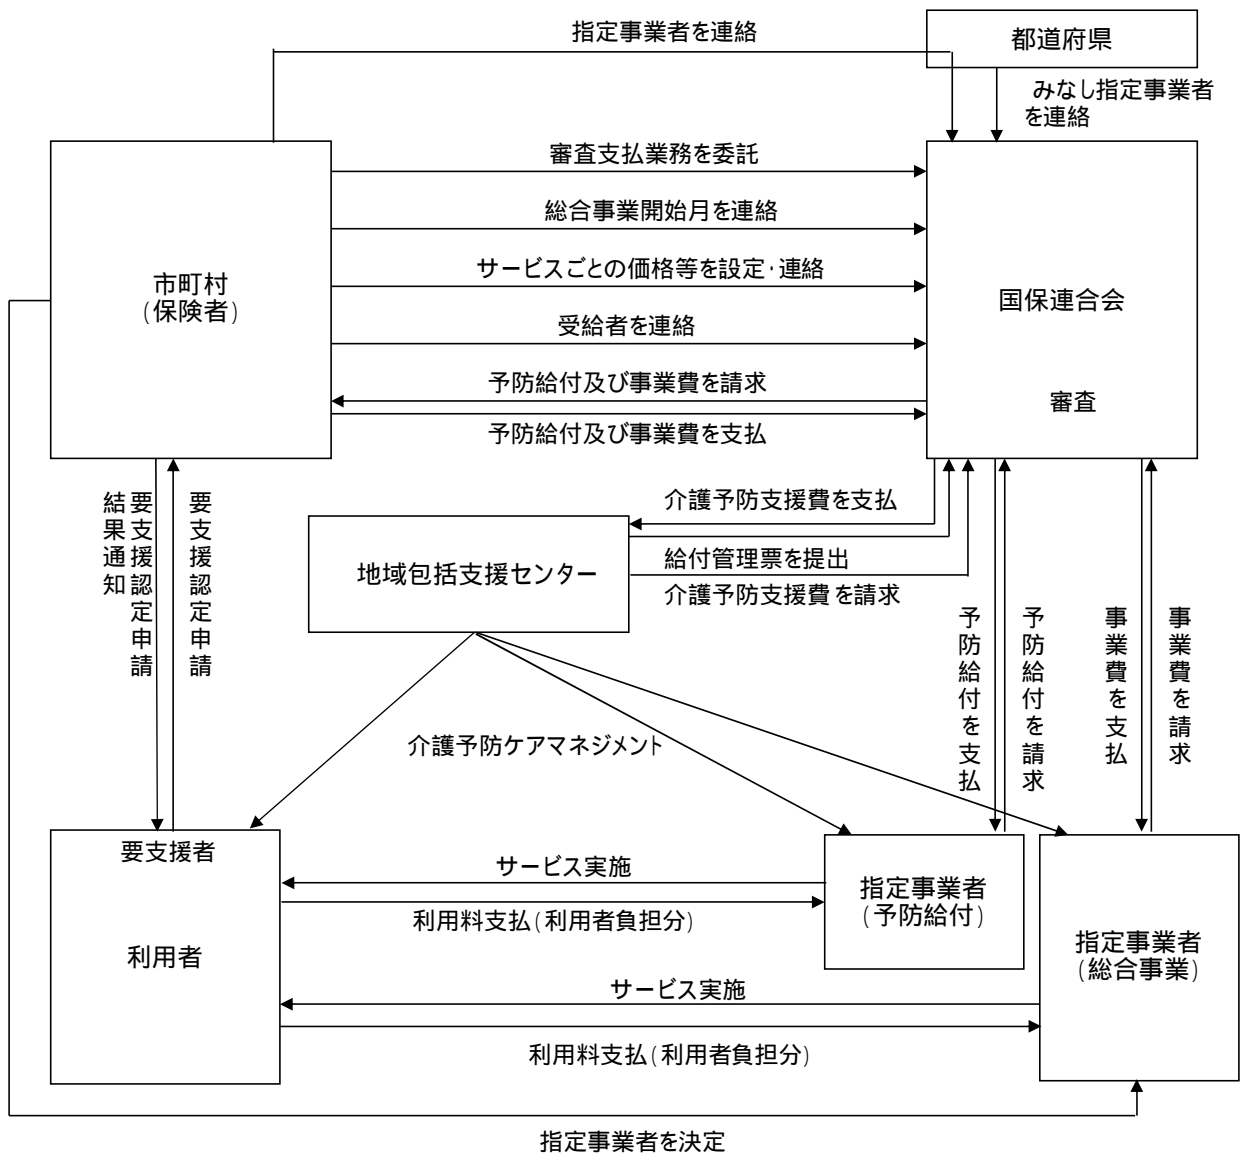 指定事業者を連絡
都道府県
みなし指定事業者
を連絡
審査支払業務を委託
総合事業開始月を連絡
サービスごとの価格等を設定・連絡
市町村
(保険者)
国保連合会
受給者を連絡
予防給付及び事業費を請求
審査
予防給付及び事業費を支払
要支援認定申請
結果通知
要支援認定申請
介護予防支援費を支払
地域包括支援センター
給付管理票を提出
介護予防支援費を請求
予防給付を支払
予防給付を請求
事業費を支払
事業費を請求
介護予防ケアマネジメント
要支援者
利用者
サービス実施
利用料支払(利用者負担分)
指定事業者
(予防給付)
指定事業者
(総合事業)
サービス実施
利用料支払(利用者負担分)
指定事業者を決定